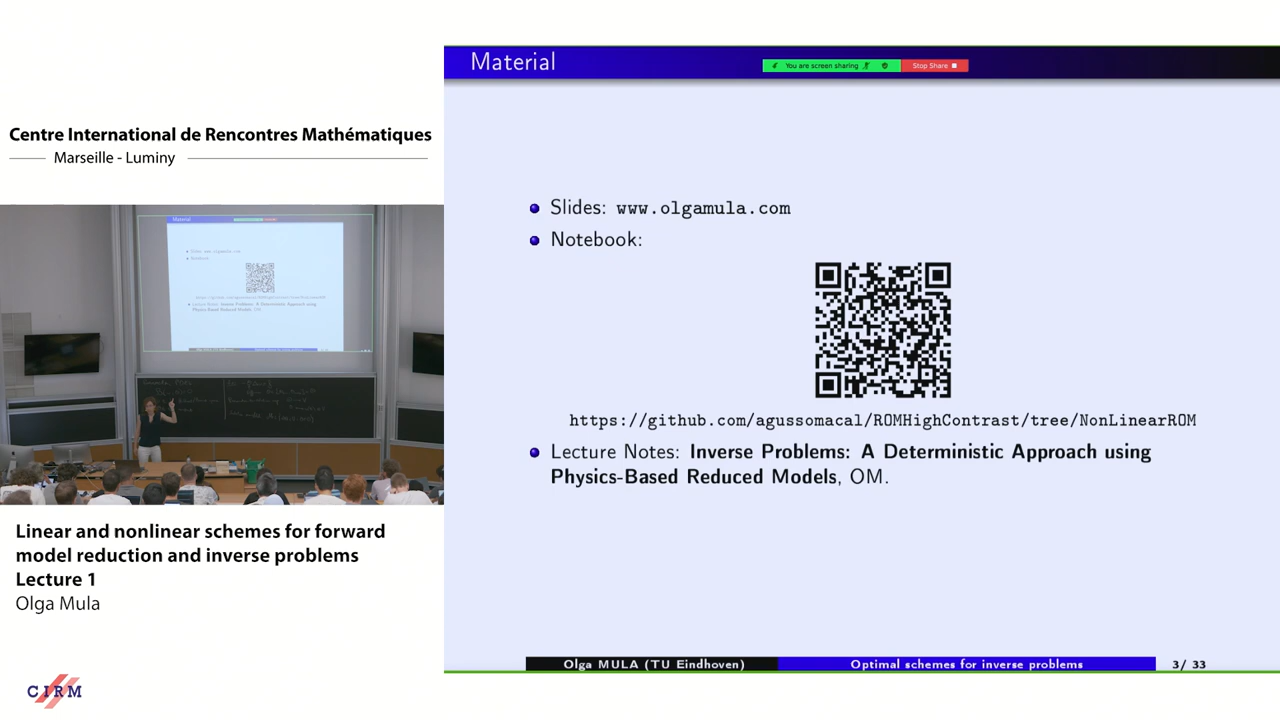 Centre International de Rencontres Mathématiques
Marseille - Luminy
Linear and nonlinear schemes for forward
model reduction and inverse problems
Lecture 1
Olga Mula
CIRM
Material
You are screen sharing
Stop Share
Slides: www.olgamula.com
Notebook:
https://github.com/agussomacal/ROMHighContrast/tree/NonLinearROM
Lecture Notes: Inverse Problems: A Deterministic Approach using
Physics-Based Reduced Models, OM.
Olga MULA (TU Eindhoven)
Optimal schemes for inverse problems
3/ 33